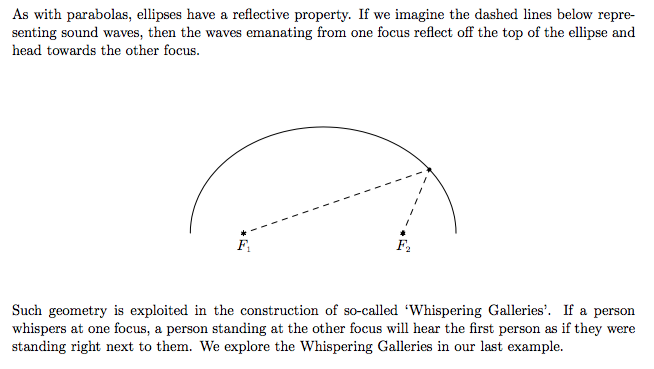 As with parabolas, ellipses have a reflective property. If we imagine the dashed lines below repre-
senting sound waves, then the waves emanating from one focus reflect off the top of the ellipse and
head towards the other focus.
F₁
F₂
Such geometry is exploited in the construction of so-called ‘Whispering Galleries’. If a person
whispers at one focus, a person standing at the other focus will hear the first person as if they were
standing right next to them. We explore the Whispering Galleries in our last example.